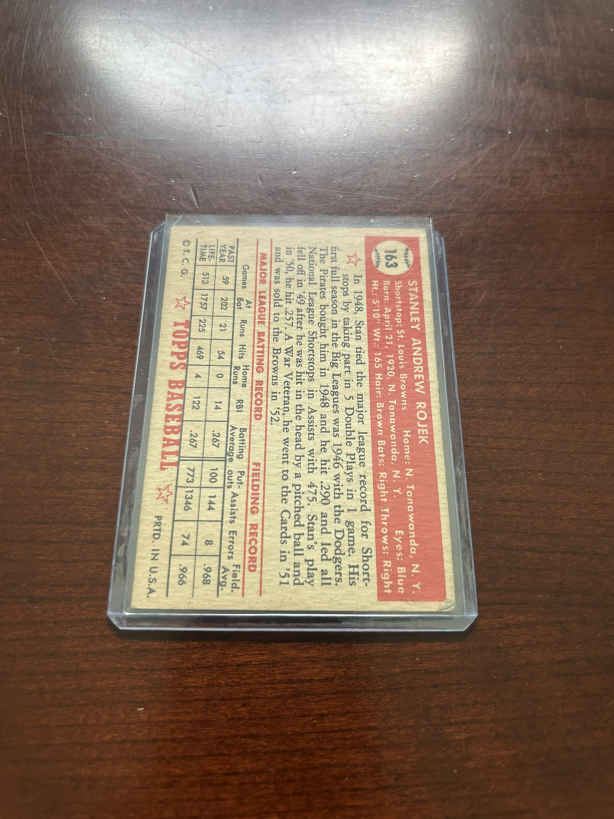 163
STANLEY ANDREW ROJEK
Shortstop: St. Louis Browns Home: N. Tonawanda, N. Y.
Born: April 21, 1920, N. Tonawanda, N. Y. Eyes: Blue
Ht.: 5'10" Wt.: 165 Hair: Brown Bats: Right Throws: Right
In 1948, Stan tied the major league record for Short-
stops by making part in 5 Double Plays in 1 game. His
first full season in the Big Leagues was 1946 with the Dodgers.
The Pirates bought him in 1948 and he hit .290 and led all
National League Shortstops in Assists with 475. Stan's play
fell off in '49 after he was hit in the head by a pitched ball and
in '50, he hit .257. A War Veteran, he went to the Cards in '51
and was sold to the Browns in '52.
MAJOR LEAGUE BATTING RECORD FIELDING RECORD
Games At Bat Runs Hits Home Runs RBI Batting Average Put-outs Assists Errors Field. Avg.
PAST YEAR 59 202 21 54 0 14 .267 100 144 8 .968
LIFE-TIME 513 1757 225 469 4 122 .267 773 1346 74 .966
© T. C. G. TOPPS BASEBALL PRTD. IN U.S.A.